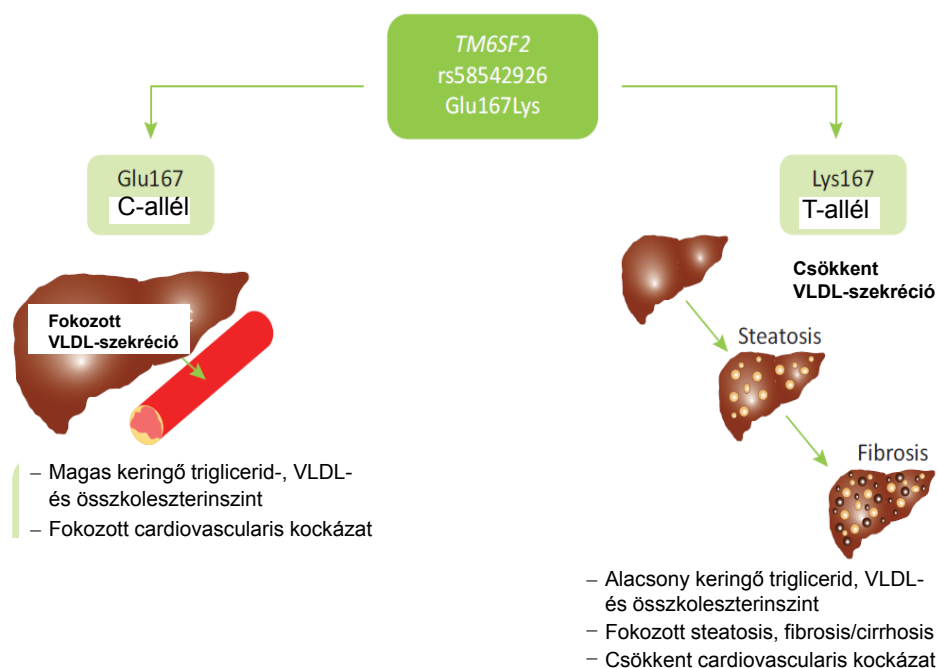 TM6SF2
rs58542926
Glu167Lys
Glu167
C-allél
Fokozott
VLDL-szekréció
– Magas keringő triglicerid-, VLDL-
és összkoleszterinszint
– Fokozott cardiovascularis kockázat
Lys167
T-allél
Csökkent
VLDL-szekréció
Steatosis
Fibrosis
– Alacsony keringő triglicerid, VLDL-
és összkoleszterinszint
– Fokozott steatosis, fibrosis/cirrhosis
– Csökkent cardiovascularis kockázat